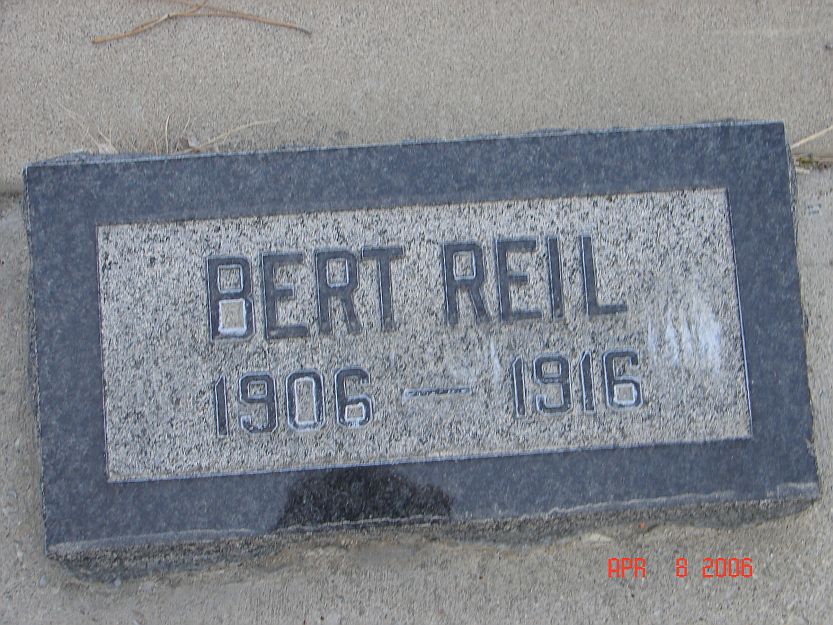 BERT REIL
1906 — 1916
APR 8 2006